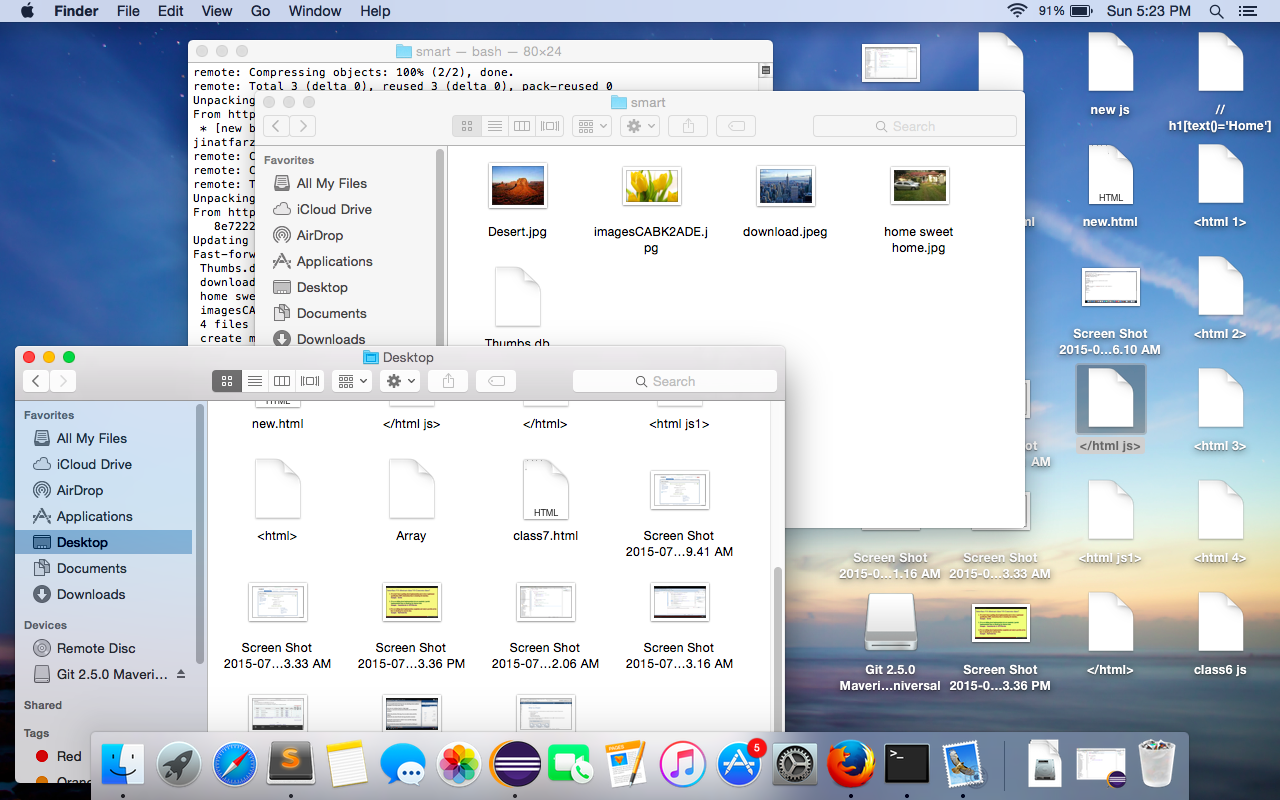 Finder File Edit View Go Window Help
91% Sun 5:23 PM
smart — bash — 80×24
remote: Compressing objects: 100% (2/2), done.
remote: Total 3 (delta 0), reused 3 (delta 0), pack-reused 0
Unpacking
From http
* [new b
jinatfarz
remote: C
remote: C
remote: T
Unpacking
From http
8e7222
Updating
Fast-forw
Thumbs.d
download
home swe
imagesCA
4 files
create m
smart
Search
Favorites
All My Files
iCloud Drive
AirDrop
Applications
Desktop
Documents
Downloads
Desert.jpg
imagesCABK2ADE.j
pg
download.jpeg
home sweet
home.jpg
Thumbs.db
Desktop
Search
Favorites
All My Files
iCloud Drive
AirDrop
Applications
Desktop
Documents
Downloads
Devices
Remote Disc
Git 2.5.0 Maveri...
Shared
Tags
Red
Orange
HTML
new.html
</html js>
</html>
<html js1>
<html>
Array
HTML
class7.html
Screen Shot
2015-07...9.41 AM
Screen Shot
2015-07...3.33 AM
Screen Shot
2015-07...3.36 PM
Screen Shot
2015-07...2.06 AM
Screen Shot
2015-07...3.16 AM
new js
//
h1[text()='Home']
ml
HTML
new.html
<html 1>
Screen Shot
2015-0...6.10 AM
<html 2>
ot
AM
</html js>
<html 3>
Screen Shot
2015-0...1.16 AM
Screen Shot
2015-0...3.33 AM
<html js1>
<html 4>
Git 2.5.0
Maveri...niversal
Screen Shot
2015-0...3.36 PM
</html>
class6 js
PAGES
5